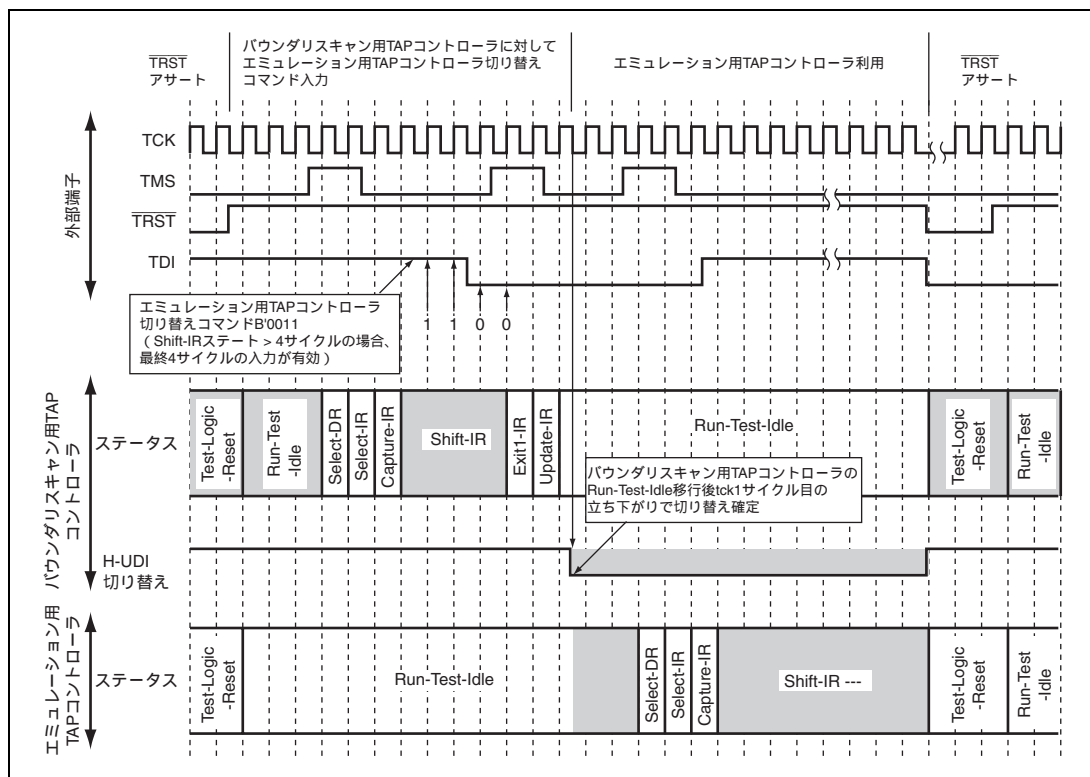 TRST
アサート
バウンダリスキャン用TAPコントローラに対して
エミュレーション用TAPコントローラ切り替え
コマンド入力
エミュレーション用TAPコントローラ利用
TRST
アサート
外部端子
TCK
TMS
TRST
TDI
エミュレーション用TAPコントローラ
切り替えコマンドB'0011
（Shift-IRステート > 4サイクルの場合、
最終4サイクルの入力が有効）
1
1
0
0
バウンダリスキャン用TAP
コントローラ
ステータス
Test-Logic
-Reset
Run-Test
-Idle
Select-DR
Select-IR
Capture-IR
Shift-IR
Exit1-IR
Update-IR
Run-Test-Idle
Test-Logic
-Reset
Run-Test
-Idle
バウンダリスキャン用TAPコントローラの
Run-Test-Idle移行後tck1サイクル目の
立ち下がりで切り替え確定
H-UDI
切り替え
エミュレーション用
TAPコントローラ
ステータス
Test-Logic
-Reset
Run-Test-Idle
Select-DR
Select-IR
Capture-IR
Shift-IR ---
Test-Logic
-Reset
Run-Test
-Idle